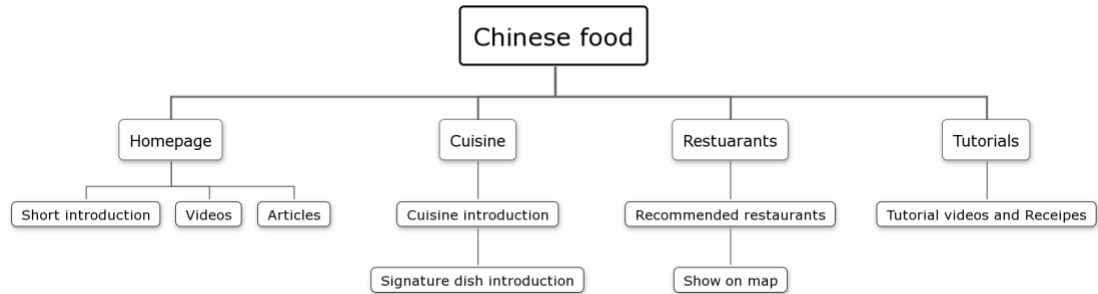 Chinese food
Homepage
Cuisine
Restuarants
Tutorials
Short introduction
Videos
Articles
Cuisine introduction
Recommended restaurants
Tutorial videos and Receipes
Signature dish introduction
Show on map